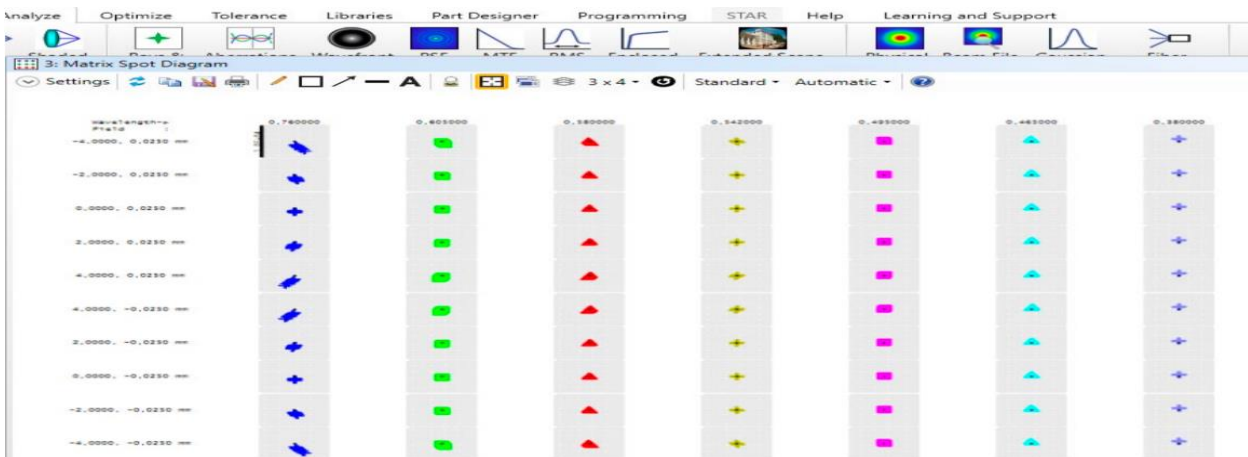 Analyze Optimize Tolerance Libraries Part Designer Programming STAR Help Learning and Support
3: Matrix Spot Diagram
Settings A 3 x 4 Standard Automatic
Wavelength->
Field :
0.760000 0.605000 0.580000 0.542000 0.495000 0.465000 0.380000
-4.0000, 0.0250 mm
-2.0000, 0.0250 mm
0.0000, 0.0250 mm
2.0000, 0.0250 mm
4.0000, 0.0250 mm
4.0000, -0.0250 mm
2.0000, -0.0250 mm
0.0000, -0.0250 mm
-2.0000, -0.0250 mm
-4.0000, -0.0250 mm